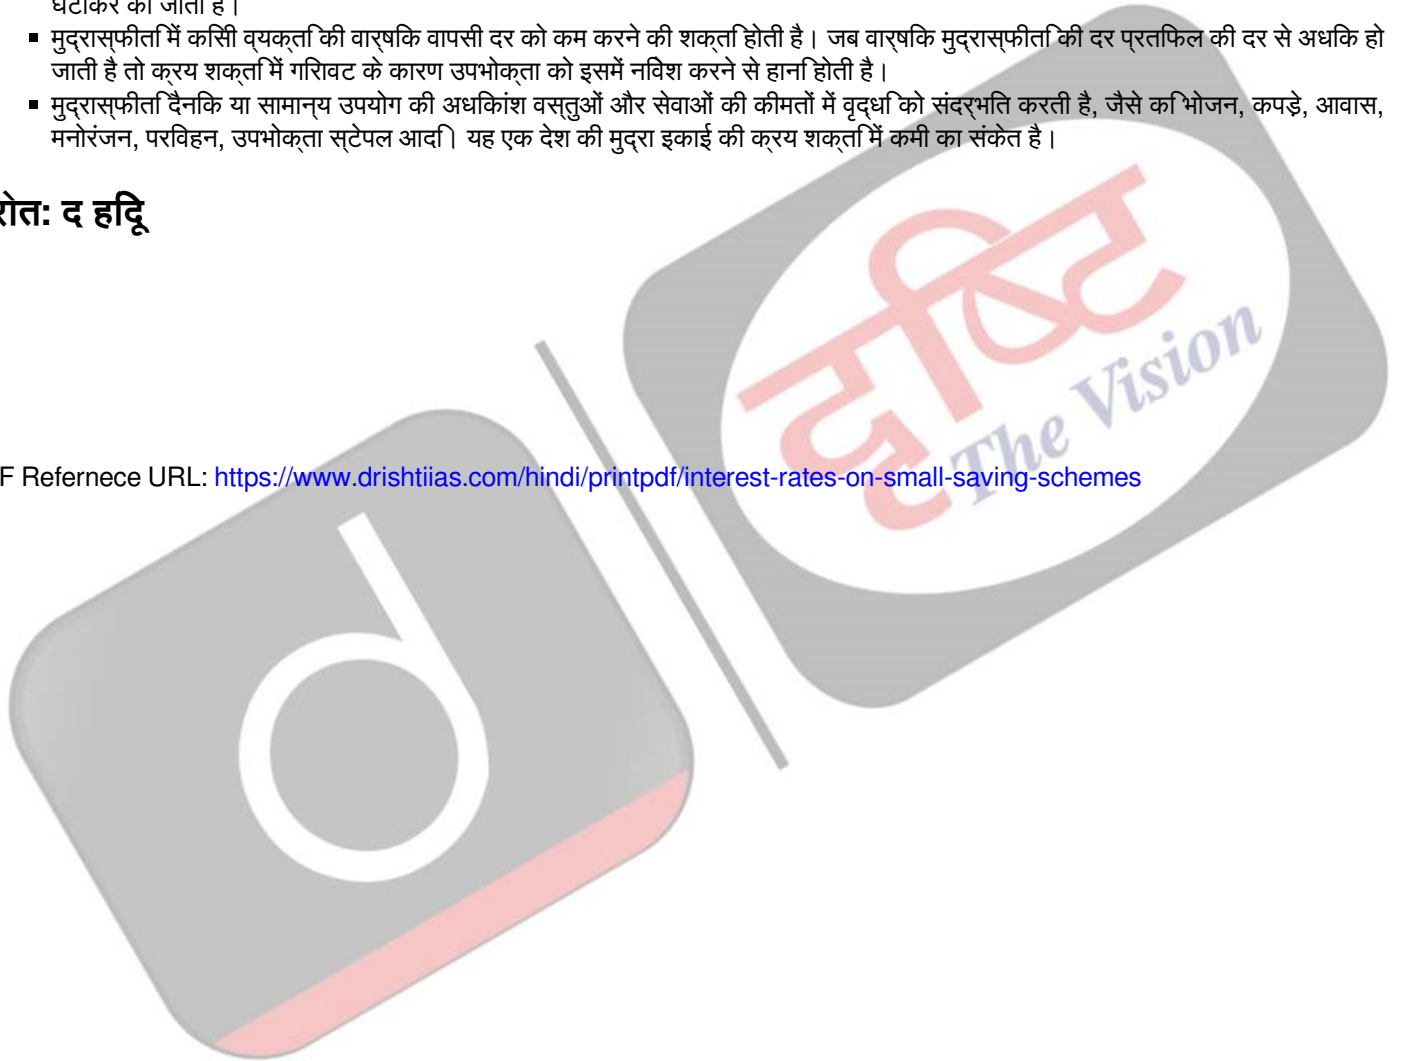 घटाकर की जाती है।
▪ मुद्रास्फीति में किसी व्यक्ति की वार्षिक वापसी दर को कम करने की शक्ति होती है। जब वार्षिक मुद्रास्फीति की दर प्रतिफल की दर से अधिक हो
जाती है तो क्रय शक्ति में गिरावट के कारण उपभोक्ता को इसमें निवेश करने से हानि होती है।
▪ मुद्रास्फीति दैनिक या सामान्य उपयोग की अधिकांश वस्तुओं और सेवाओं की कीमतों में वृद्धि को संदर्भित करती है, जैसे कि भोजन, कपड़े, आवास,
मनोरंजन, परिवहन, उपभोक्ता स्टेपल आदि। यह एक देश की मुद्रा इकाई की क्रय शक्ति में कमी का संकेत है।
रोत: द हिंदू
दृष्टि
The Vision
F Refernece URL: https://www.drishtiias.com/hindi/printpdf/interest-rates-on-small-saving-schemes
d